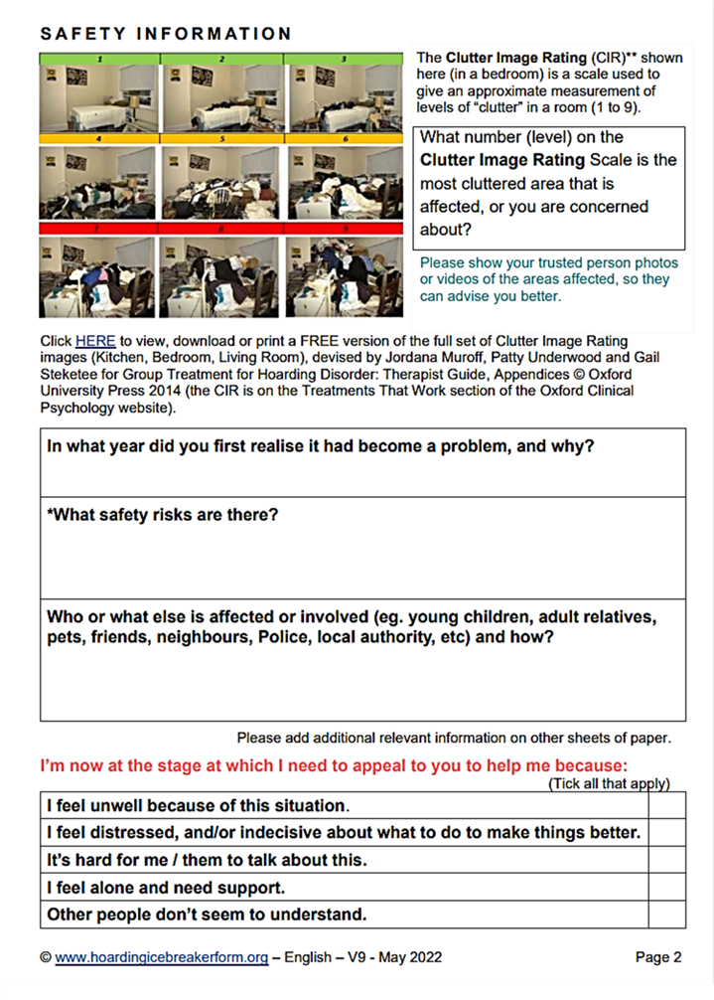 SAFETY INFORMATION
1 2 3
4 5 6
7 8 9
The Clutter Image Rating (CIR)** shown
here (in a bedroom) is a scale used to
give an approximate measurement of
levels of “clutter” in a room (1 to 9).
What number (level) on the
Clutter Image Rating Scale is the
most cluttered area that is
affected, or you are concerned
about?
Please show your trusted person photos
or videos of the areas affected, so they
can advise you better.
Click HERE to view, download or print a FREE version of the full set of Clutter Image Rating
images (Kitchen, Bedroom, Living Room), devised by Jordana Muroff, Patty Underwood and Gail
Steketee for Group Treatment for Hoarding Disorder: Therapist Guide, Appendices © Oxford
University Press 2014 (the CIR is on the Treatments That Work section of the Oxford Clinical
Psychology website).
In what year did you first realise it had become a problem, and why?
*What safety risks are there?
Who or what else is affected or involved (eg. young children, adult relatives,
pets, friends, neighbours, Police, local authority, etc) and how?
Please add additional relevant information on other sheets of paper.
I’m now at the stage at which I need to appeal to you to help me because:
(Tick all that apply)
I feel unwell because of this situation.
I feel distressed, and/or indecisive about what to do to make things better.
It’s hard for me / them to talk about this.
I feel alone and need support.
Other people don’t seem to understand.
© www.hoardingicebreakerform.org – English – V9 - May 2022 Page 2